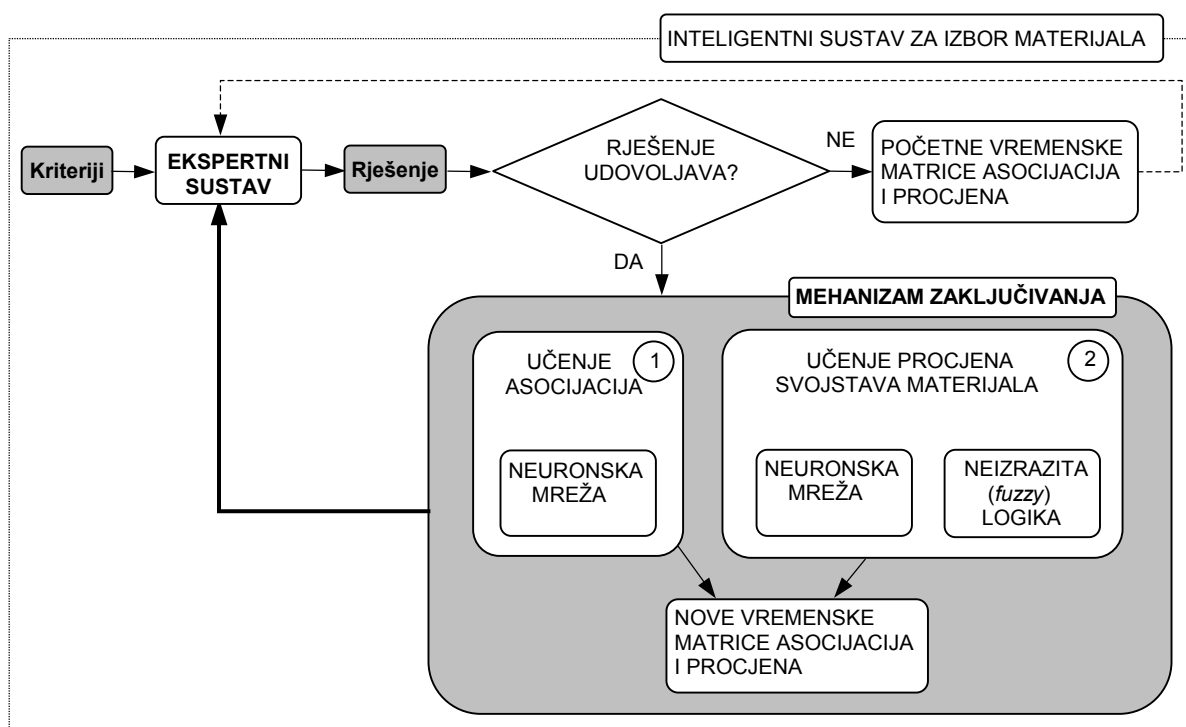 INTELIGENTNI SUSTAV ZA IZBOR MATERIJALA
Kriteriji
EKSPERTNI
SUSTAV
Rješenje
RJEŠENJE
UDOVOLJAVA?
NE
POČETNE VREMENSKE
MATRICE ASOCIJACIJA
I PROCJENA
DA
MEHANIZAM ZAKLJUČIVANJA
UČENJE
ASOCIJACIJA
1
NEURONSKA
MREŽA
UČENJE PROCJENA
SVOJSTAVA MATERIJALA
2
NEURONSKA
MREŽA
NEIZRAZITA
(fuzzy)
LOGIKA
NOVE VREMENSKE
MATRICE ASOCIJACIJA
I PROCJENA